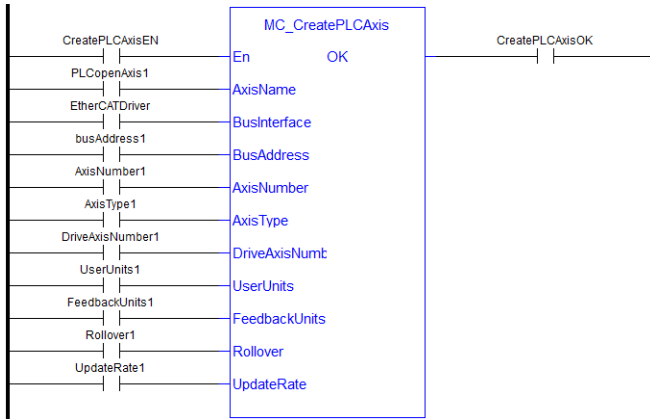 MC_CreatePLCAxis
CreatePLCAxisEN
En OK
CreatePLCAxisOK
PLCopenAxis1
AxisName
EtherCATDriver
BusInterface
busAddress1
BusAddress
AxisNumber1
AxisNumber
AxisType1
AxisType
DriveAxisNumber1
DriveAxisNumb
UserUnits1
UserUnits
FeedbackUnits1
FeedbackUnits
Rollover1
Rollover
UpdateRate1
UpdateRate